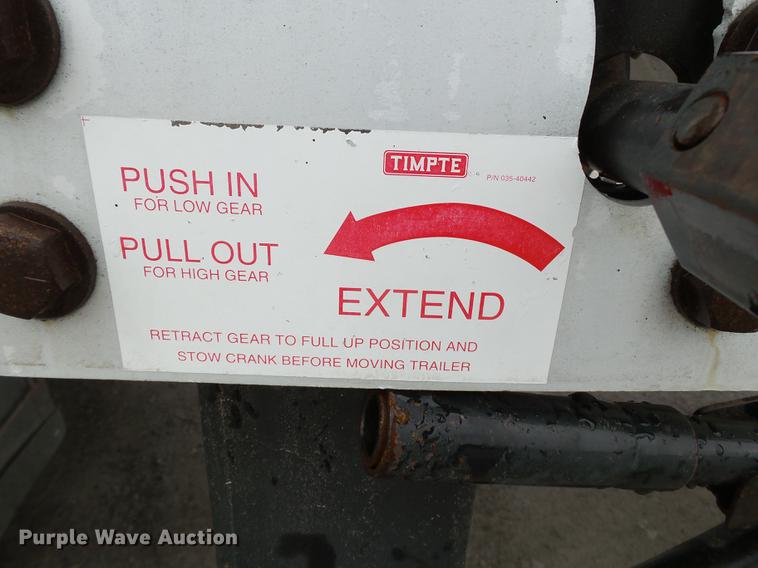 TIMPTE
P/N 035-40442
PUSH IN
FOR LOW GEAR
PULL OUT
FOR HIGH GEAR
EXTEND
RETRACT GEAR TO FULL UP POSITION AND
STOW CRANK BEFORE MOVING TRAILER
Purple Wave Auction